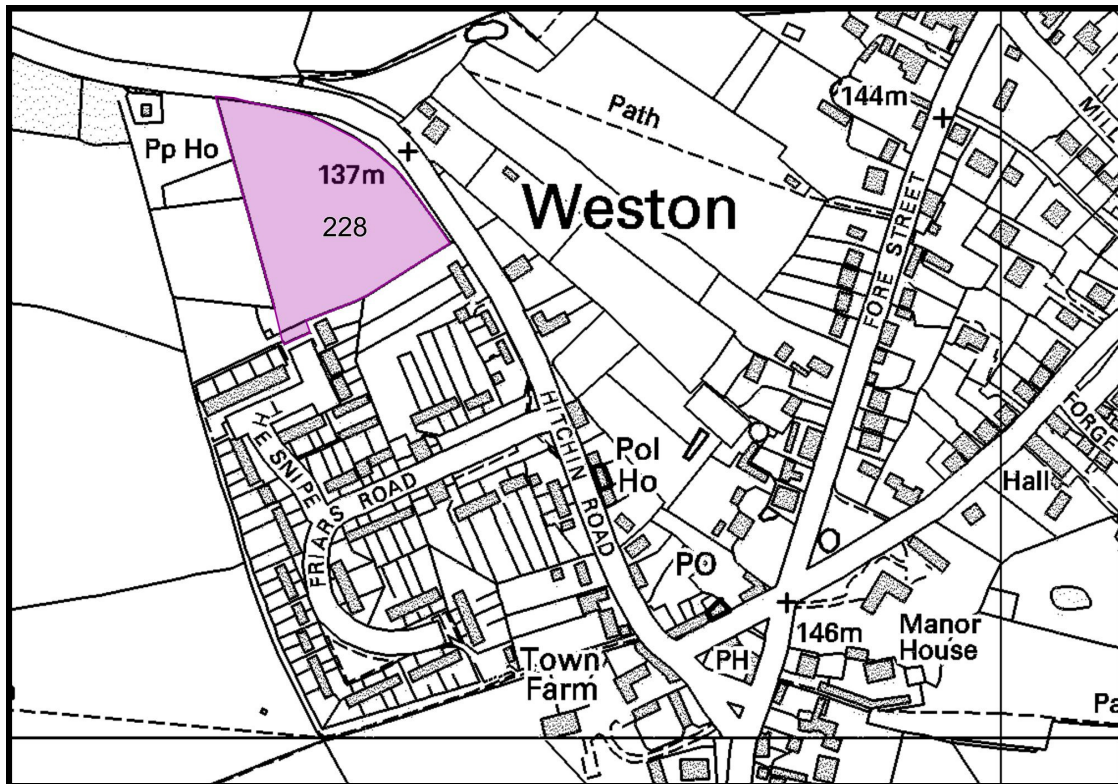 144m
Path
MILL
Pp Ho
137m
Weston
228
FORE STREET
HITCHIN ROAD
FORGE
THE SNIPE
Pol
Ho
Hall
FRIARS ROAD
PO
146m
Manor
House
PH
Town
Farm
Pa